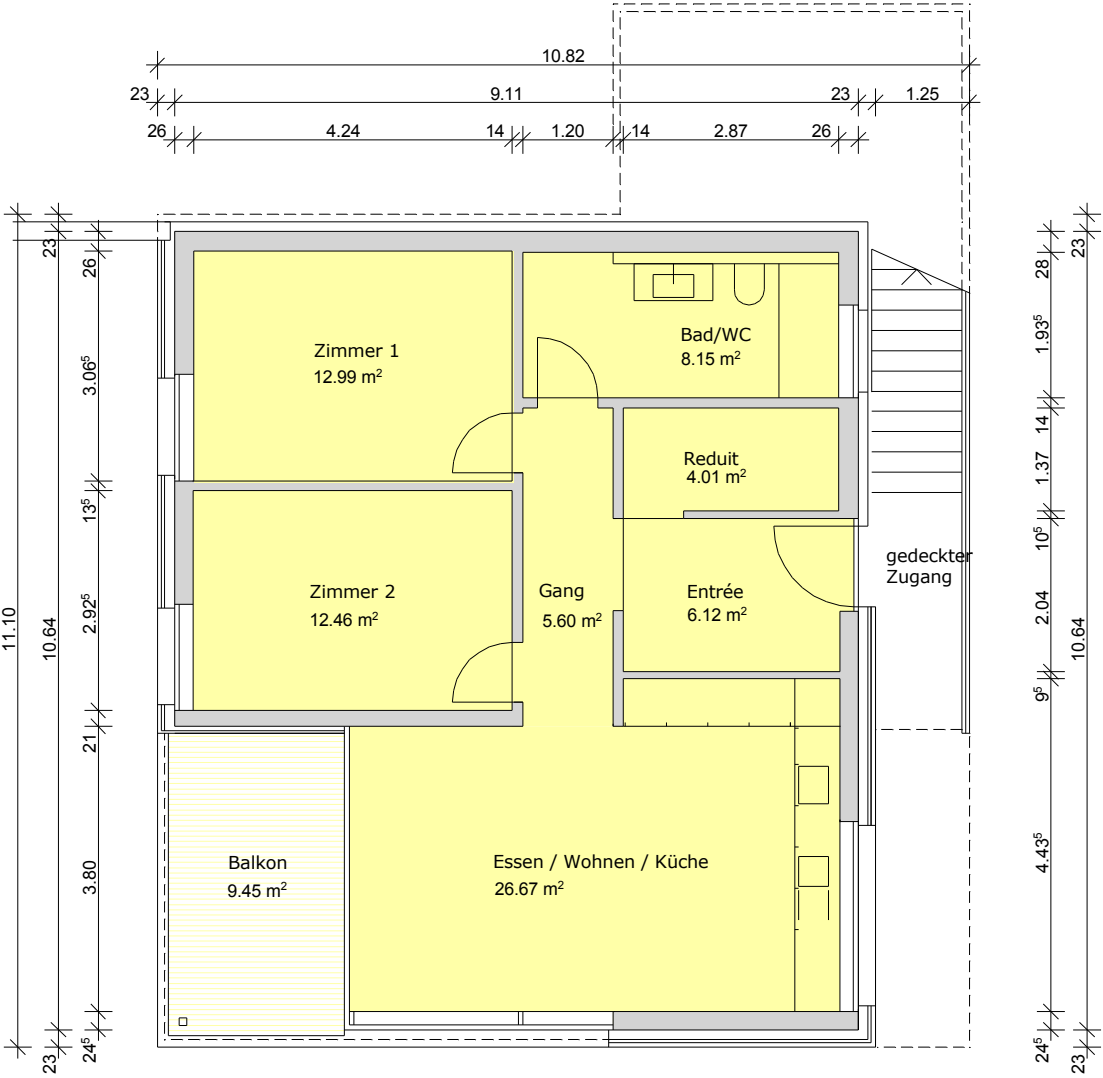 10.82
23
9.11
23
1.25
26
4.24
14
1.20
14
2.87
26
11.10
23
10.64
23
26
3.06⁵
13⁵
2.92⁵
21
3.80
24⁵
Zimmer 1
12.99 m²
Bad/WC
8.15 m²
Reduit
4.01 m²
Zimmer 2
12.46 m²
Gang
5.60 m²
Entrée
6.12 m²
gedeckter
Zugang
Balkon
9.45 m²
Essen / Wohnen / Küche
26.67 m²
28
1.93⁵
14
1.37
10⁵
2.04
9⁵
4.43⁵
24⁵
23
10.64
23